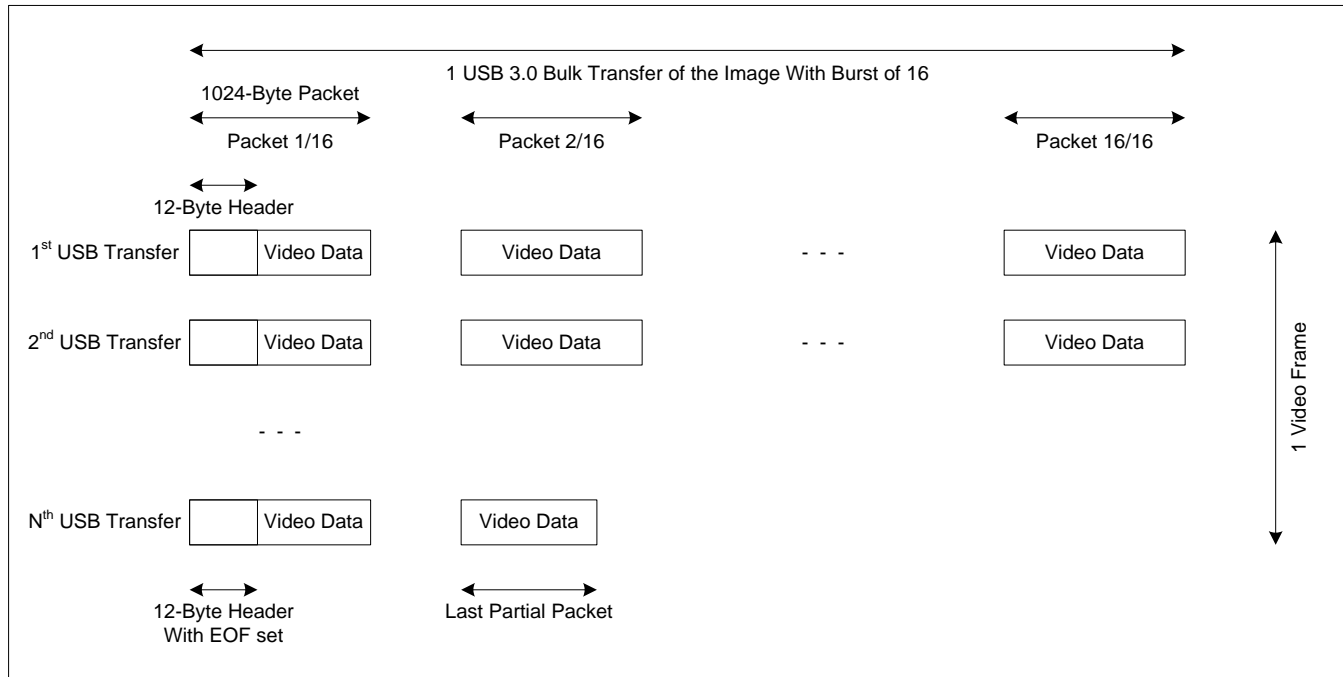 1 USB 3.0 Bulk Transfer of the Image With Burst of 16
1024-Byte Packet
Packet 1/16
Packet 2/16
Packet 16/16
12-Byte Header
1st USB Transfer
Video Data
Video Data
- - -
Video Data
2nd USB Transfer
Video Data
Video Data
- - -
Video Data
1 Video Frame
- - -
Nth USB Transfer
Video Data
Video Data
12-Byte Header
With EOF set
Last Partial Packet